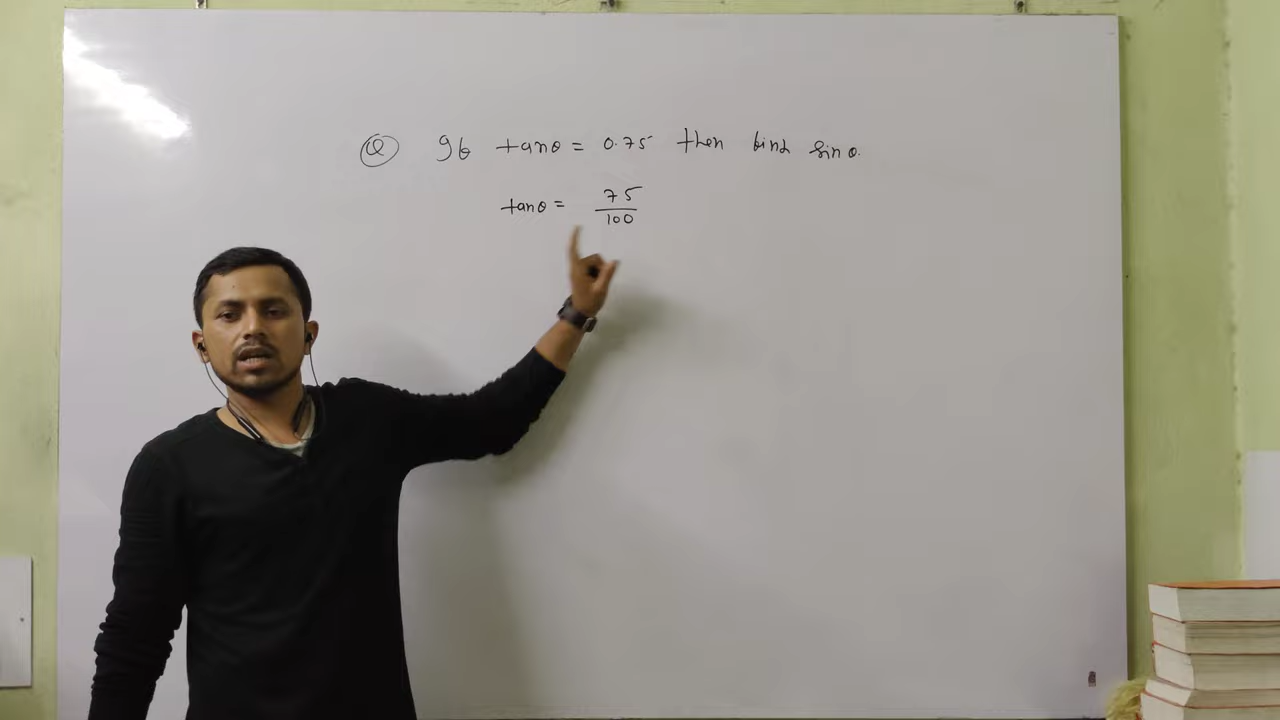 Q If tanθ = 0.75 then find sinθ.
tanθ = 75/100